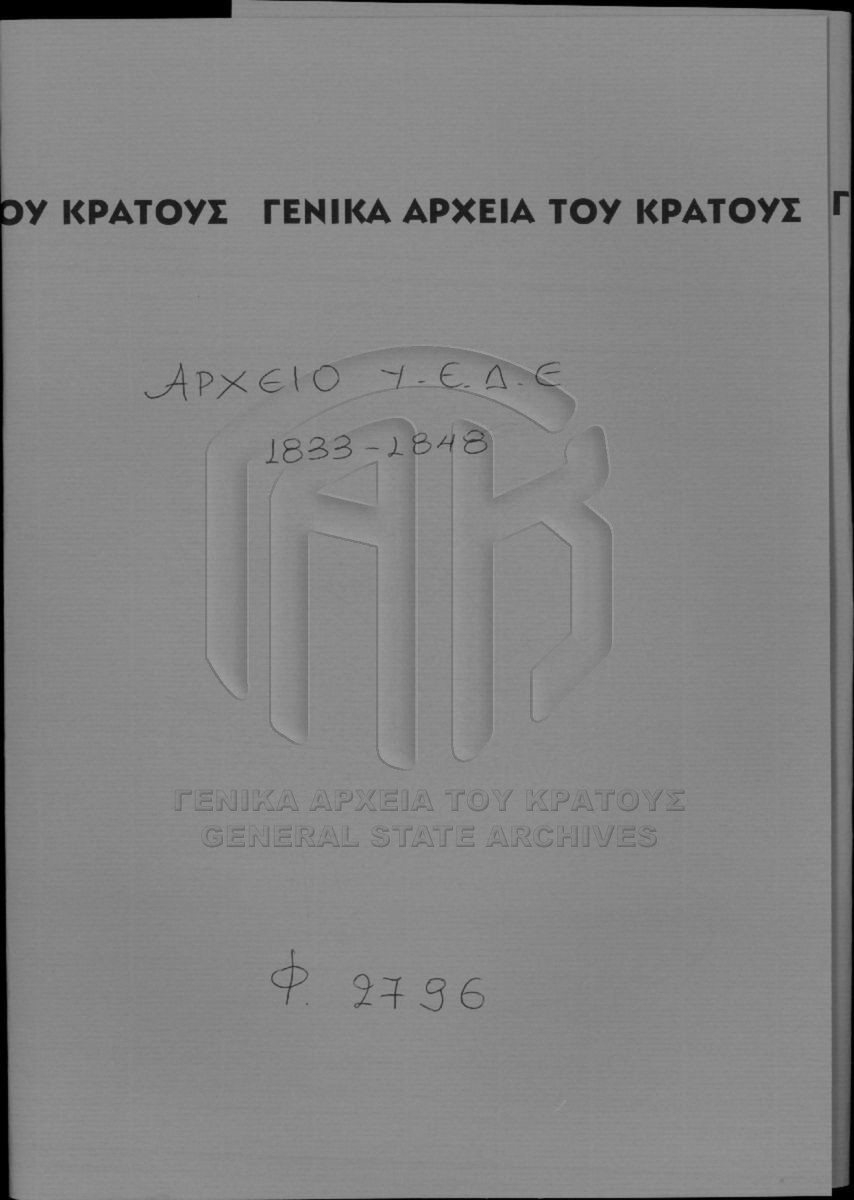 ΟΥ ΚΡΑΤΟΥΣ ΓΕΝΙΚΑ ΑΡΧΕΙΑ ΤΟΥ ΚΡΑΤΟΥΣ Γ
ΑΡΧΕΙΟ Υ.Ε.Δ.Ε
1833-1848
ΓΕΝΙΚΑ ΑΡΧΕΙΑ ΤΟΥ ΚΡΑΤΟΥΣ
GENERAL STATE ARCHIVES
Φ. 2796